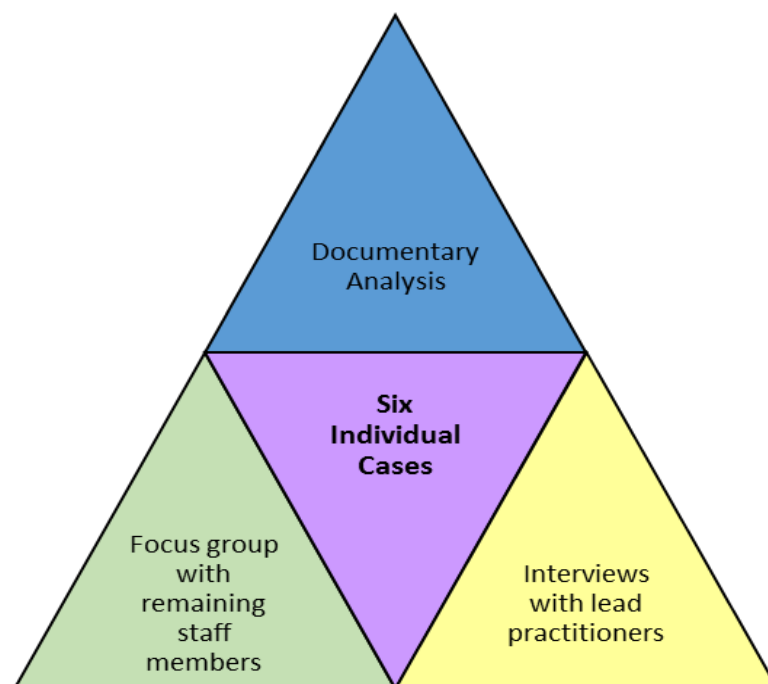 Documentary
Analysis
Six
Individual
Cases
Focus group
with
remaining
staff
members
Interviews
with lead
practitioners